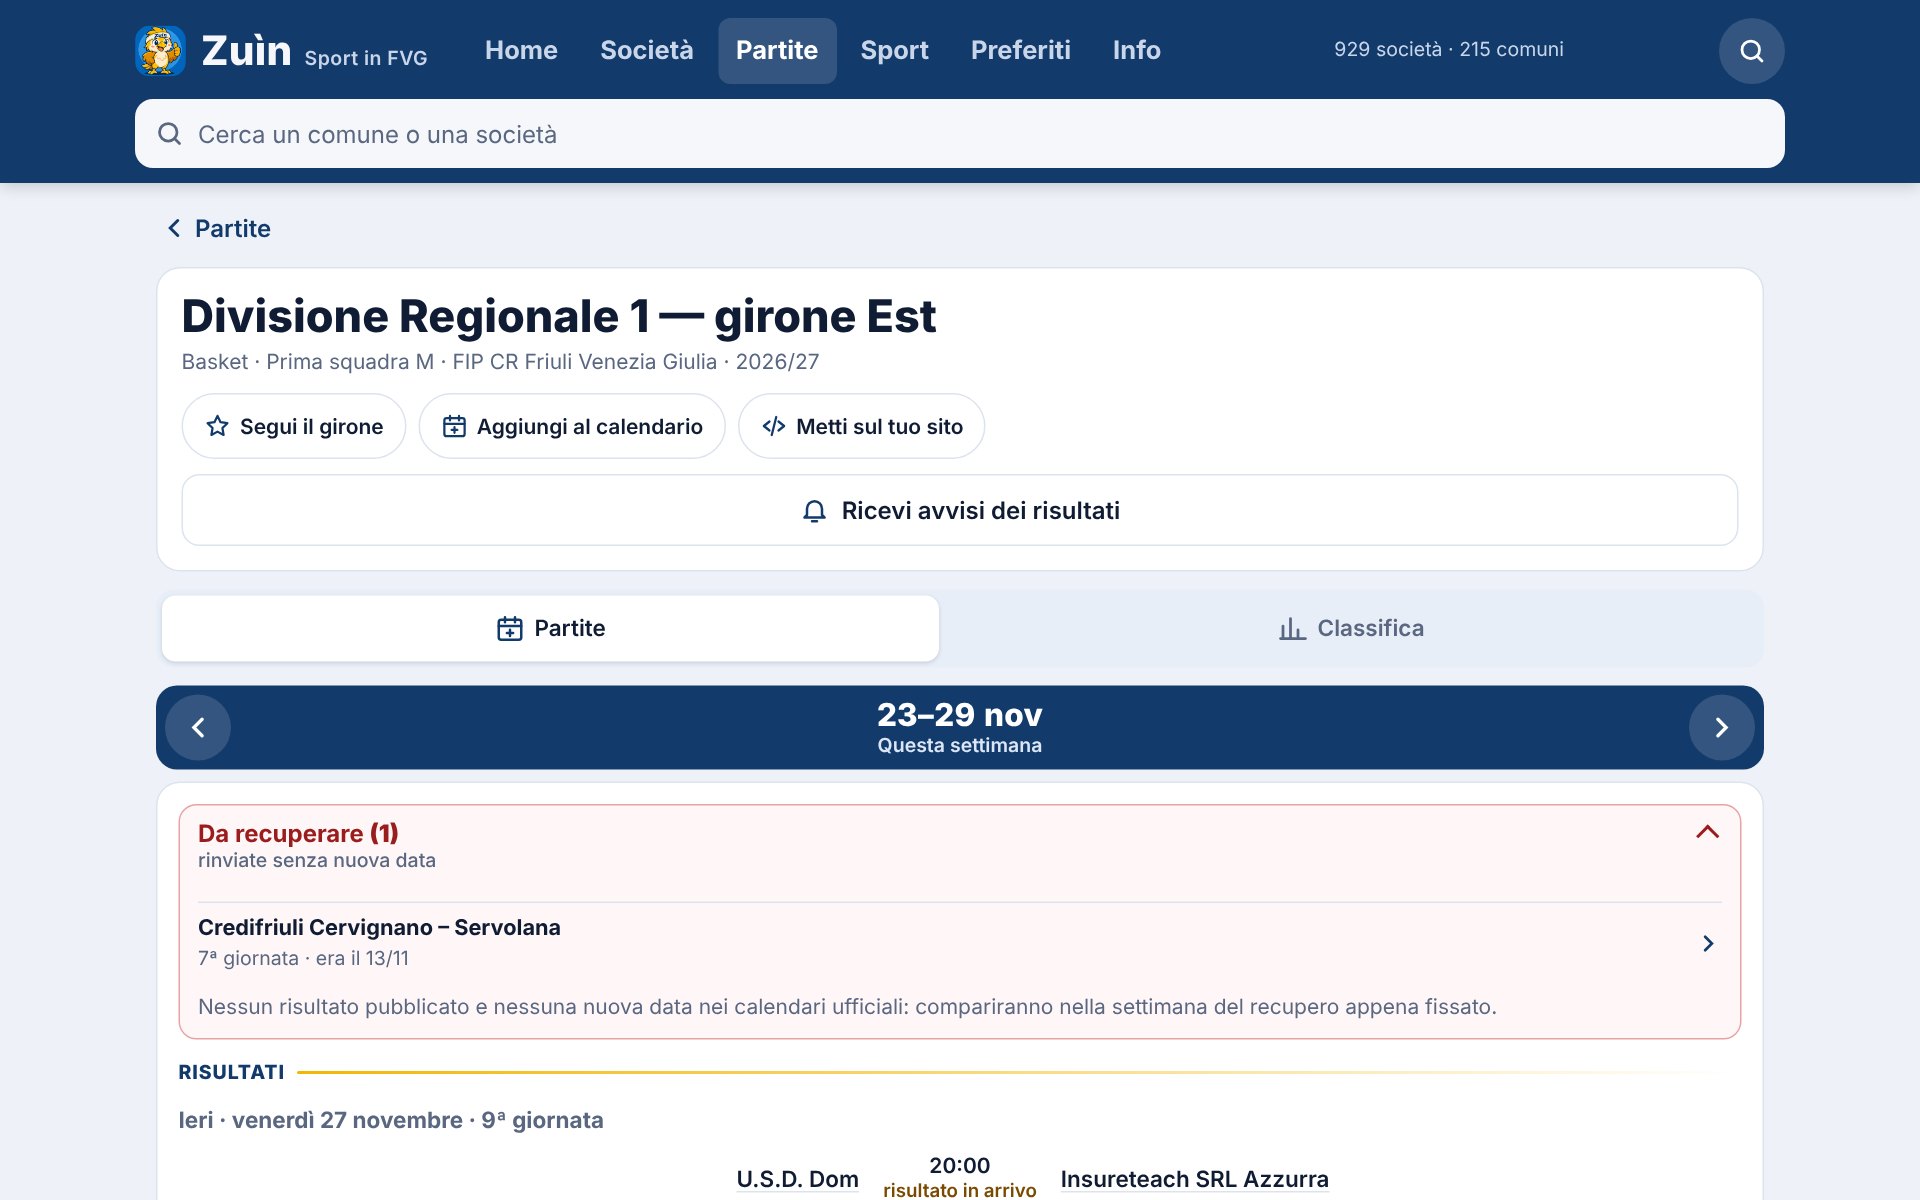 Zuìn Sport in FVG
Home
Società
Partite
Sport
Preferiti
Info
929 società · 215 comuni
Cerca un comune o una società
Partite
Divisione Regionale 1 — girone Est
Basket · Prima squadra M · FIP CR Friuli Venezia Giulia · 2026/27
Segui il girone
Aggiungi al calendario
Metti sul tuo sito
Ricevi avvisi dei risultati
Partite
Classifica
23–29 nov
Questa settimana
Da recuperare (1)
rinviate senza nuova data
Credifriuli Cervignano – Servolana
7ª giornata · era il 13/11
Nessun risultato pubblicato e nessuna nuova data nei calendari ufficiali: compariranno nella settimana del recupero appena fissato.
RISULTATI
Ieri · venerdì 27 novembre · 9ª giornata
U.S.D. Dom
20:00
risultato in arrivo
Insureteach SRL Azzurra